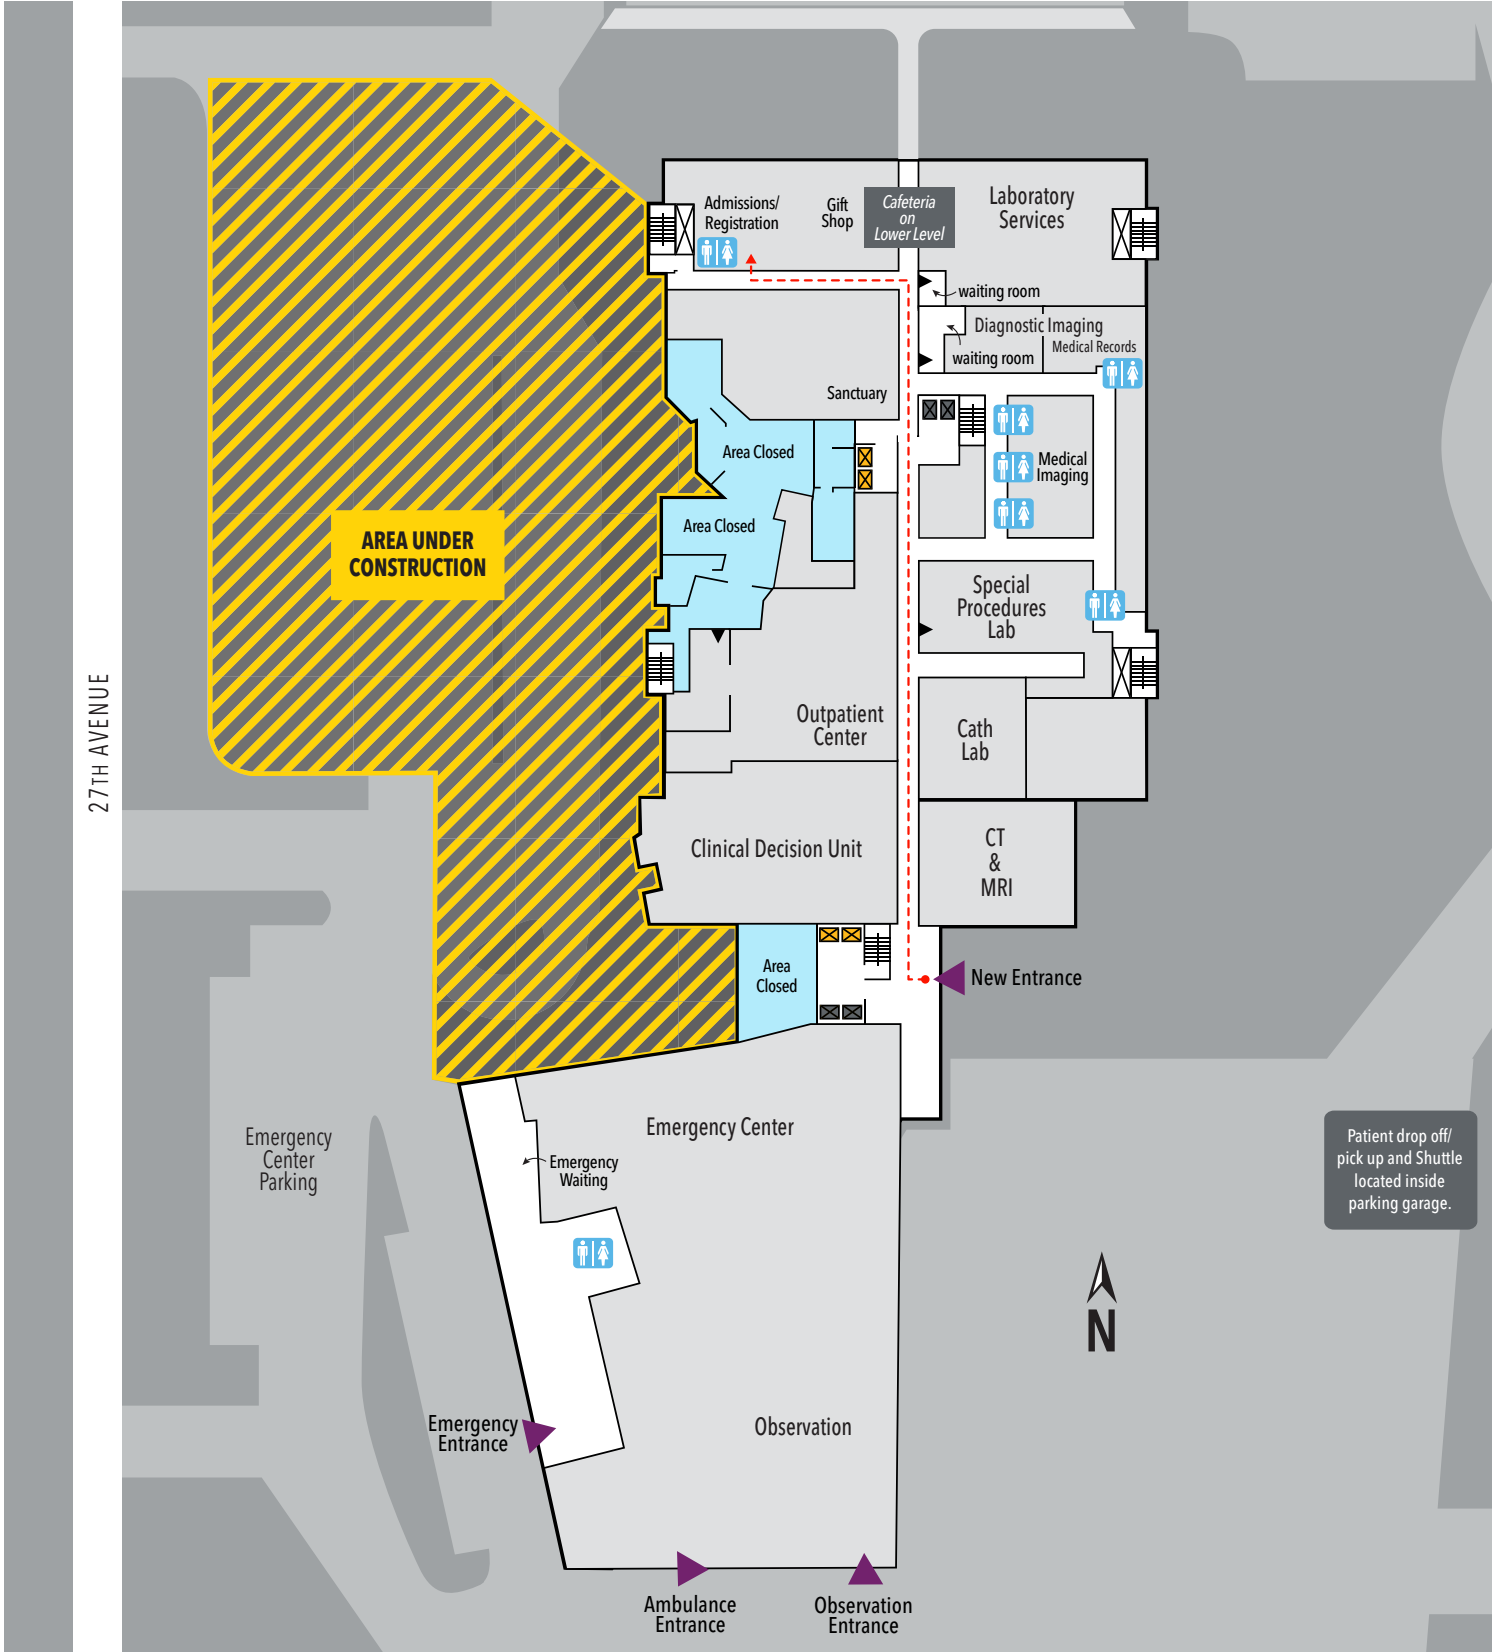 Admissions/
Registration
Gift
Shop
Cafeteria
on
Lower Level
Laboratory
Services
waiting room
Diagnostic Imaging
Medical Records
waiting room
Sanctuary
Area Closed
Medical
Imaging
Area Closed
AREA UNDER
CONSTRUCTION
Special
Procedures
Lab
27TH AVENUE
Outpatient
Center
Cath
Lab
Clinical Decision Unit
CT
&
MRI
Area
Closed
New Entrance
Emergency Center
Emergency
Center
Parking
Emergency
Waiting
Patient drop off/
pick up and Shuttle
located inside
parking garage.
N
Emergency
Entrance
Observation
Ambulance
Entrance
Observation
Entrance